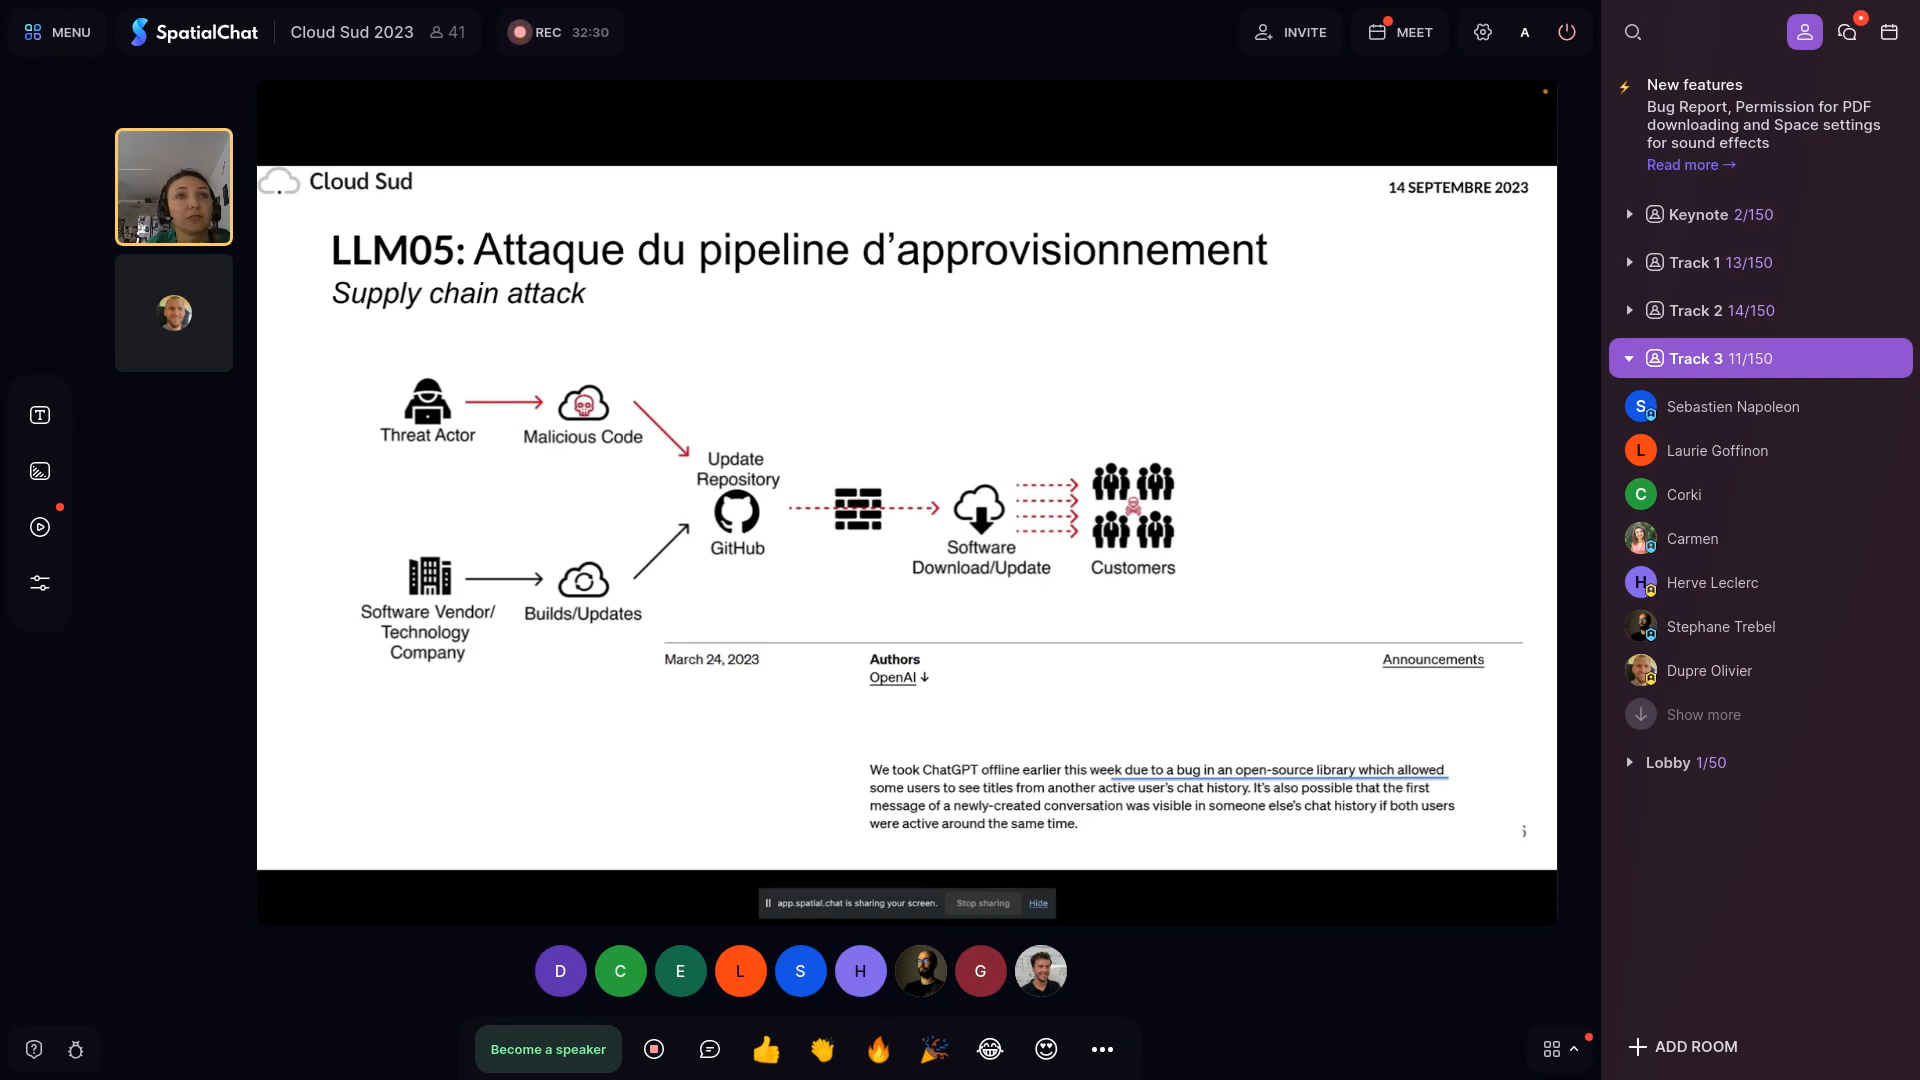 MENU
SpatialChat
Cloud Sud 2023
41
REC
32:30
INVITE
MEET
A
Cloud Sud
14 SEPTEMBRE 2023
LLM05: Attaque du pipeline d’approvisionnement
Supply chain attack
Threat Actor
Malicious Code
Update
Repository
GitHub
Software
Download/Update
Customers
Software Vendor/
Technology
Company
Builds/Updates
March 24, 2023
Authors
OpenAI ↓
Announcements
We took ChatGPT offline earlier this week due to a bug in an open-source library which allowed
some users to see titles from another active user’s chat history. It’s also possible that the first
message of a newly-created conversation was visible in someone else’s chat history if both users
were active around the same time.
app.spatial.chat is sharing your screen.
Stop sharing
Hide
D
C
E
L
S
H
G
Become a speaker
New features
Bug Report, Permission for PDF
downloading and Space settings
for sound effects
Read more →
Keynote 2/150
Track 1 13/150
Track 2 14/150
Track 3 11/150
S
Sebastien Napoleon
L
Laurie Goffinon
C
Corki
Carmen
H
Herve Leclerc
Stephane Trebel
Dupre Olivier
Show more
Lobby 1/50
ADD ROOM